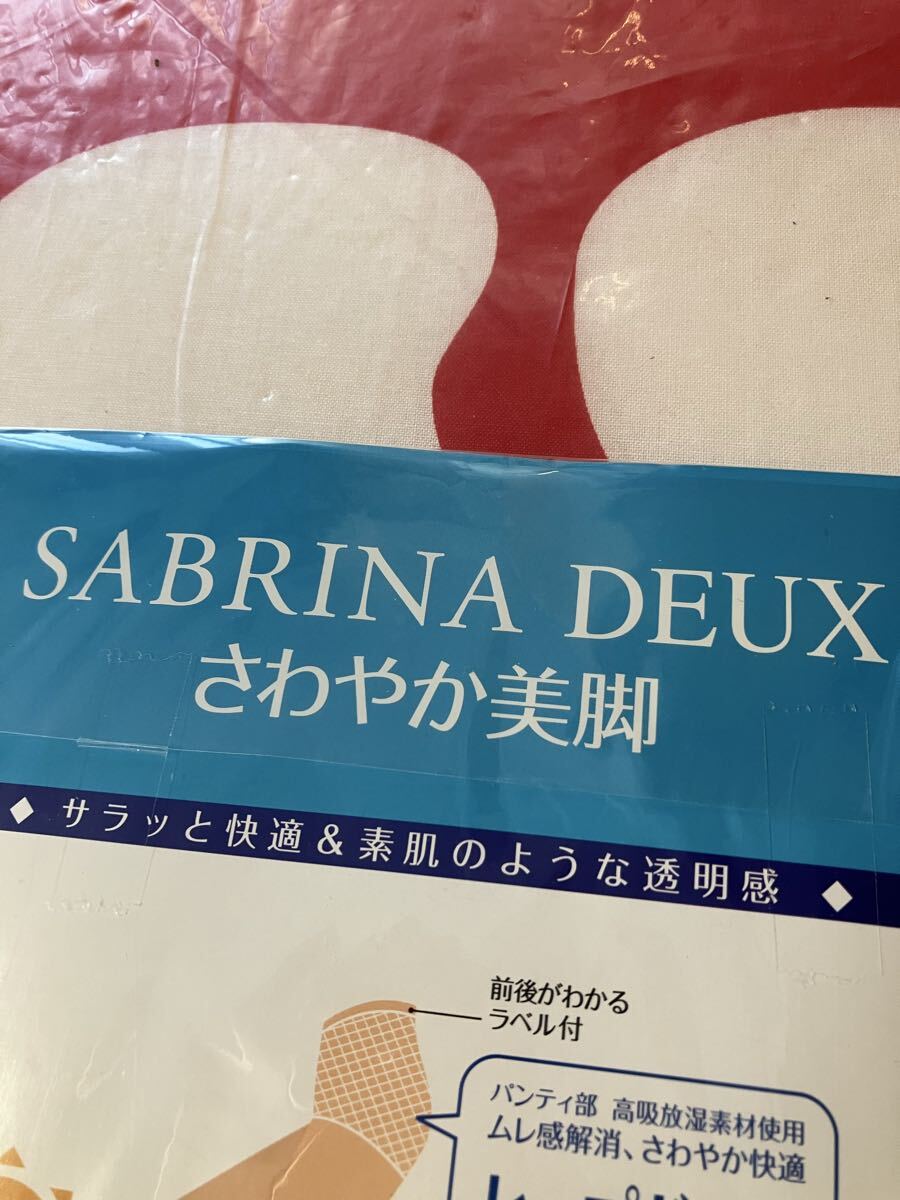 SABRINA DEUX
さわやか美脚
◆ サラッと快適&素肌のような透明感 ◆
前後がわかる
ラベル付
パンティ部 高吸放湿素材使用
ムレ感解消、さわやか快適